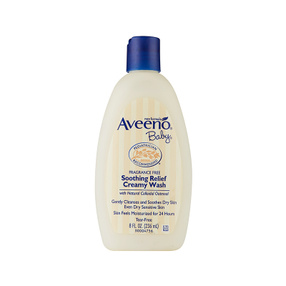 Aveeno
Baby
FRAGRANCE FREE
Soothing Relief
Creamy Wash
with Natural Colloidal Oatmeal
Gently Cleanses and Soothes Dry Skin
Even Dry Sensitive Skin
Skin Feels Moisturised for 24 Hours
Tear-Free
8 fl. oz. (236 mL)